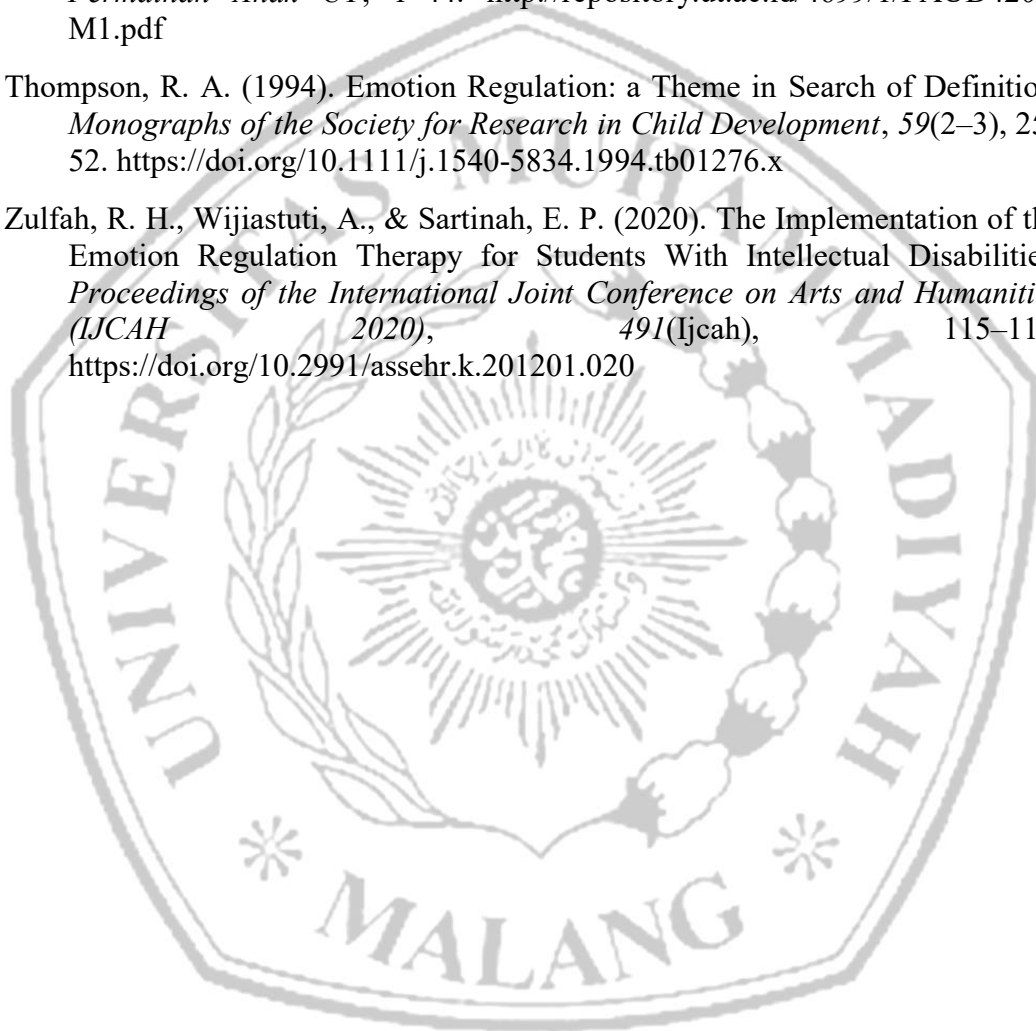 M1.pdf
Thompson, R. A. (1994). Emotion Regulation: a Theme in Search of Definitio
Monographs of the Society for Research in Child Development, 59(2–3), 25
52. https://doi.org/10.1111/j.1540-5834.1994.tb01276.x
Zulfah, R. H., Wijiastuti, A., & Sartinah, E. P. (2020). The Implementation of th
Emotion Regulation Therapy for Students With Intellectual Disabilitie
Proceedings of the International Joint Conference on Arts and Humaniti
(IJCAH 2020), 491(Ijcah), 115–11
https://doi.org/10.2991/assehr.k.201201.020
UNIVERSITAS MUHAMMADIYAH
MALANG